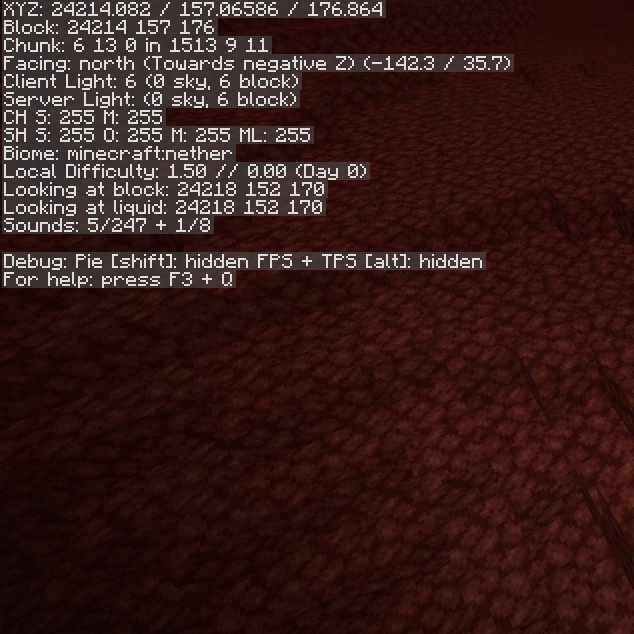 XYZ: 24214.082 / 157.06586 / 176.864
Block: 24214 157 176
Chunk: 6 13 0 in 1513 9 11
Facing: north (Towards negative Z) (-142.3 / 35.7)
Client Light: 6 (0 sky, 6 block)
Server Light: (0 sky, 6 block)
CH S: 255 M: 255
SH S: 255 O: 255 M: 255 ML: 255
Biome: minecraft:nether
Local Difficulty: 1.50 // 0.00 (Day 0)
Looking at block: 24218 152 170
Looking at liquid: 24218 152 170
Sounds: 5/247 + 1/8
Debug: Pie [shift]: hidden FPS + TPS [alt]: hidden
For help: press F3 + Q